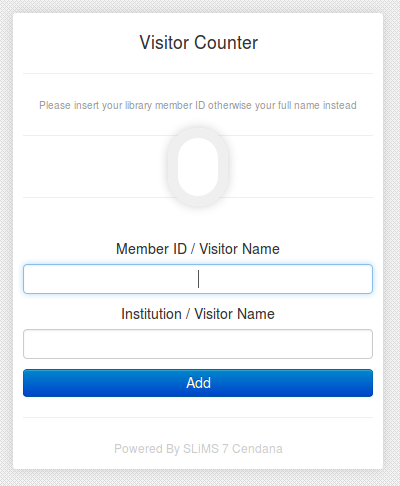 Visitor Counter
Please insert your library member ID otherwise your full name instead
Member ID / Visitor Name
Institution / Visitor Name
Add
Powered By SLiMS 7 Cendana